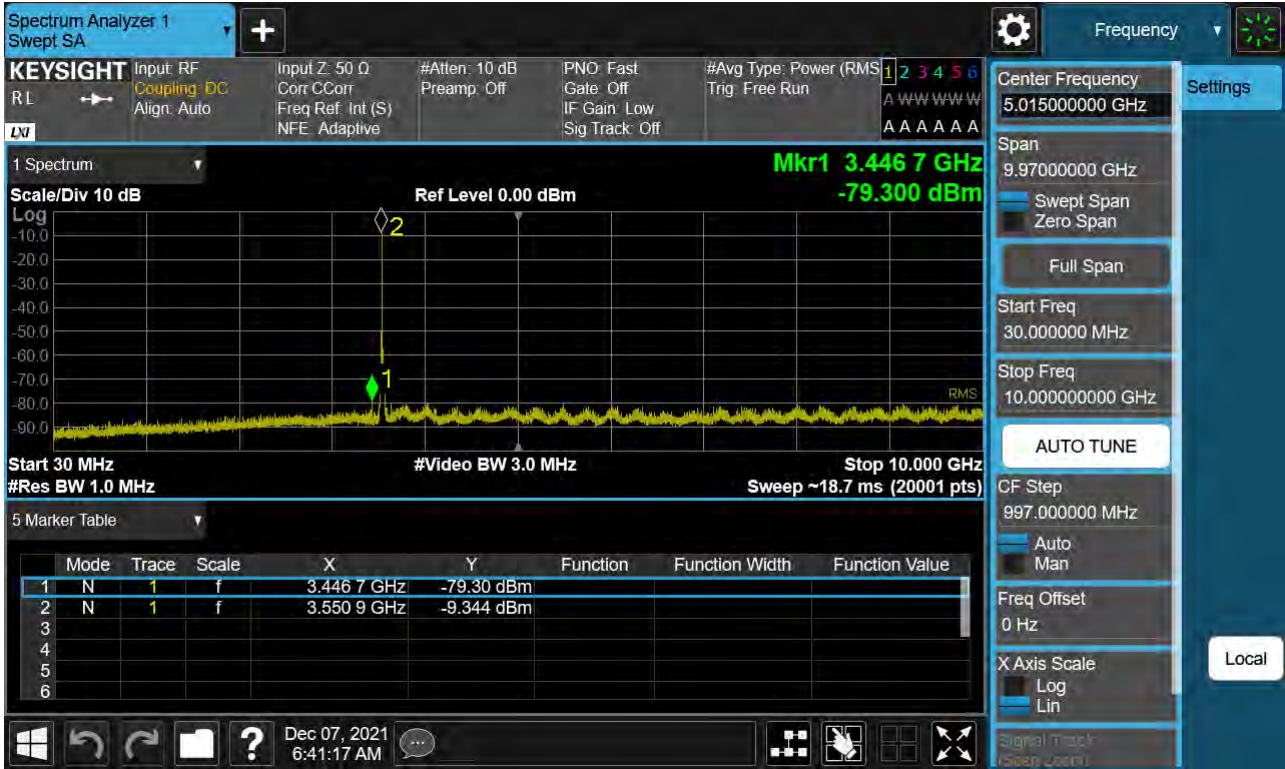 Spectrum Analyzer 1
Swept SA
+
Frequency
KEYSIGHT
RL
LXI
Input: RF
Coupling: DC
Align: Auto
Input Z: 50 Ω
Corr CCorr
Freq Ref: Int (S)
NFE: Adaptive
#Atten: 10 dB
Preamp: Off
PNO: Fast
Gate: Off
IF Gain: Low
Sig Track: Off
#Avg Type: Power (RMS
Trig: Free Run
1 2 3 4 5 6
A W W W W W
A A A A A A
1 Spectrum
Mkr1 3.446 7 GHz
-79.300 dBm
Scale/Div 10 dB
Ref Level 0.00 dBm
Log
-10.0
-20.0
-30.0
-40.0
-50.0
-60.0
-70.0
-80.0
-90.0
2
1
RMS
Start 30 MHz
#Video BW 3.0 MHz
Stop 10.000 GHz
#Res BW 1.0 MHz
Sweep ~18.7 ms (20001 pts)
5 Marker Table
Mode Trace Scale X Y Function Function Width Function Value
1 N 1 f 3.446 7 GHz -79.30 dBm
2 N 1 f 3.550 9 GHz -9.344 dBm
3
4
5
6
?
Dec 07, 2021
6:41:17 AM
Center Frequency
5.015000000 GHz
Span
9.97000000 GHz
Swept Span
Zero Span
Full Span
Start Freq
30.000000 MHz
Stop Freq
10.000000000 GHz
AUTO TUNE
CF Step
997.000000 MHz
Auto
Man
Freq Offset
0 Hz
X Axis Scale
Log
Lin
Signal Track
(Span Zoom)
Settings
Local